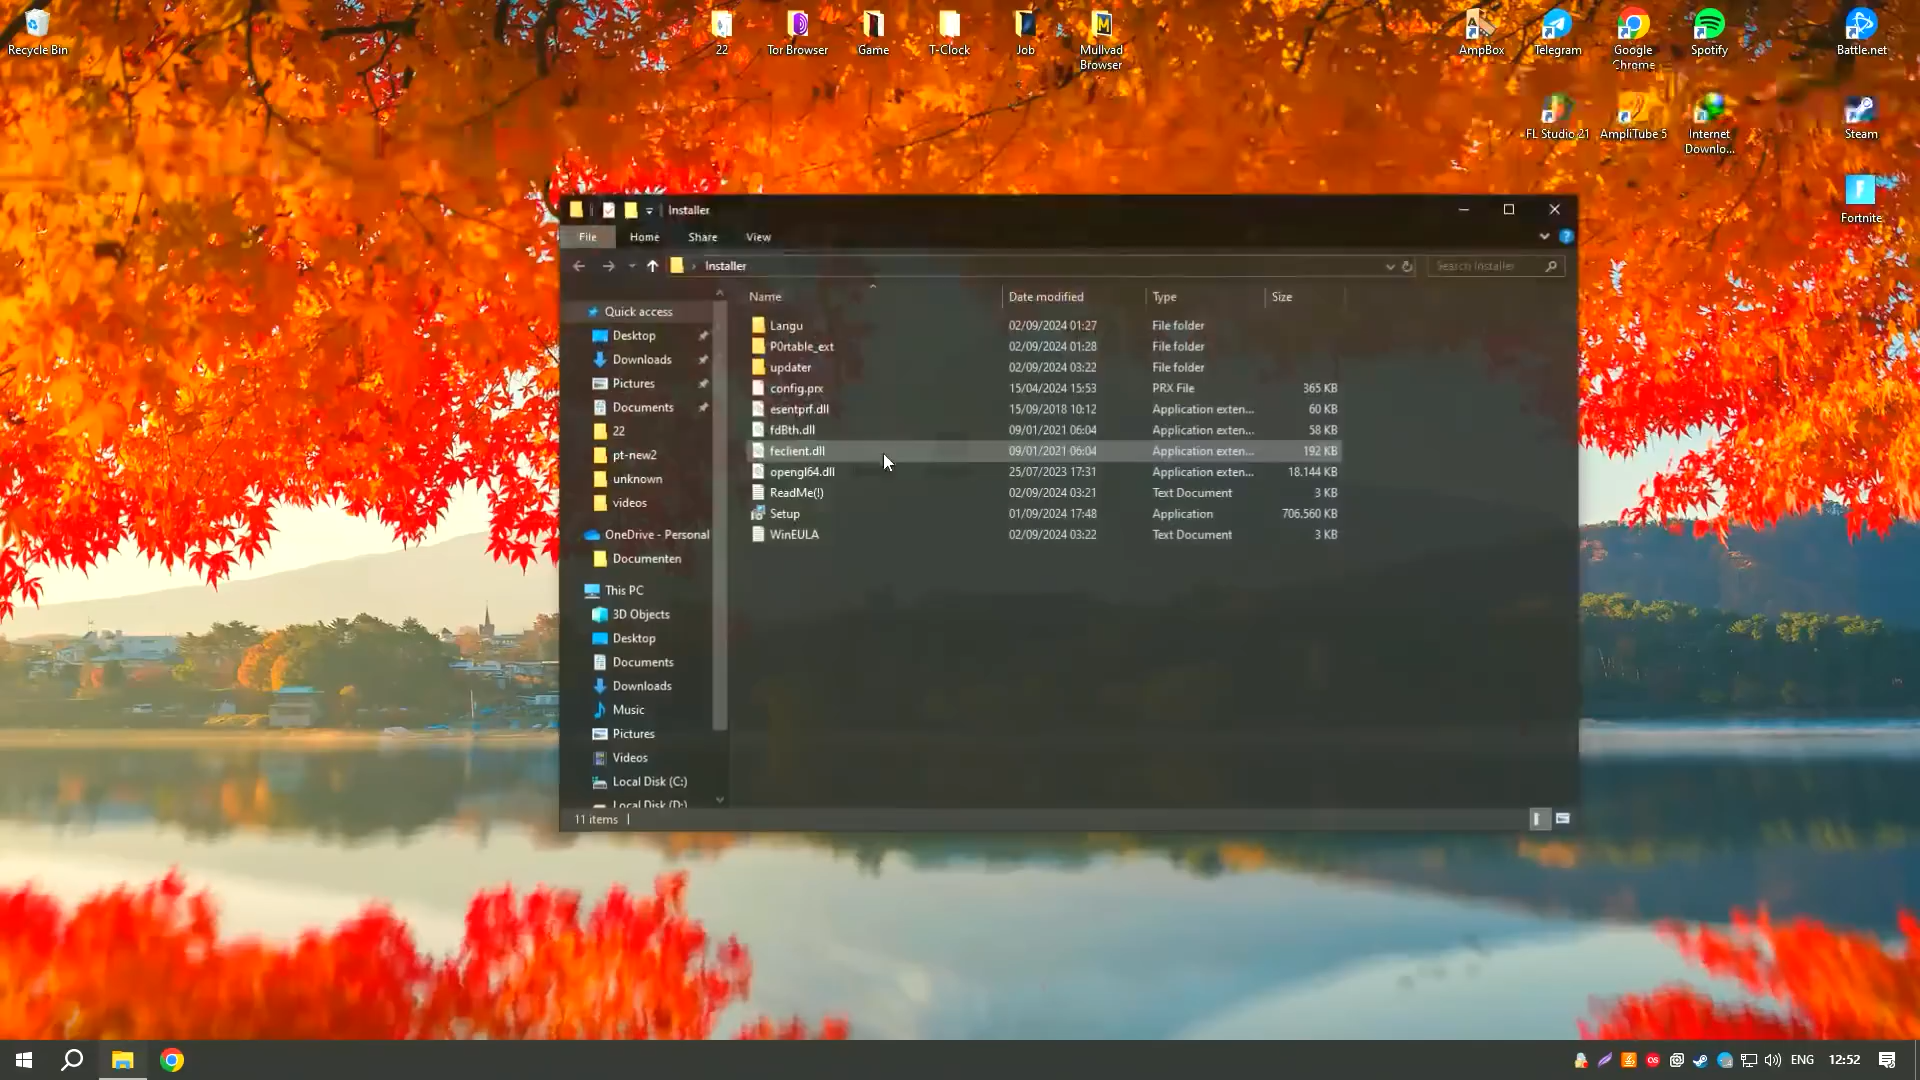 Recycle Bin
22
Tor Browser
Game
T-Clock
Job
Mullvad
Browser
AmpBox
Telegram
Google
Chrome
Spotify
Battle.net
FL Studio 21
AmpliTube 5
Internet
Downlo...
Steam
Fortnite
Installer
File Home Share View
Installer
Search Installer
Name Date modified Type Size
Langu 02/09/2024 01:27 File folder
P0rtable_ext 02/09/2024 01:28 File folder
updater 02/09/2024 03:22 File folder
config.prx 15/04/2024 15:53 PRX File 365 KB
esentprf.dll 15/09/2018 10:12 Application exten... 60 KB
fdBth.dll 09/01/2021 06:04 Application exten... 58 KB
feclient.dll 09/01/2021 06:04 Application exten... 192 KB
opengl64.dll 25/07/2023 17:31 Application exten... 18.144 KB
ReadMe(!) 02/09/2024 03:21 Text Document 3 KB
Setup 01/09/2024 17:48 Application 706.560 KB
WinEULA 02/09/2024 03:22 Text Document 3 KB
Quick access
Desktop
Downloads
Pictures
Documents
22
pt-new2
unknown
videos
OneDrive - Personal
Documenten
This PC
3D Objects
Desktop
Documents
Downloads
Music
Pictures
Videos
Local Disk (C:)
Local Disk (D:)
11 items
ENG 12:52